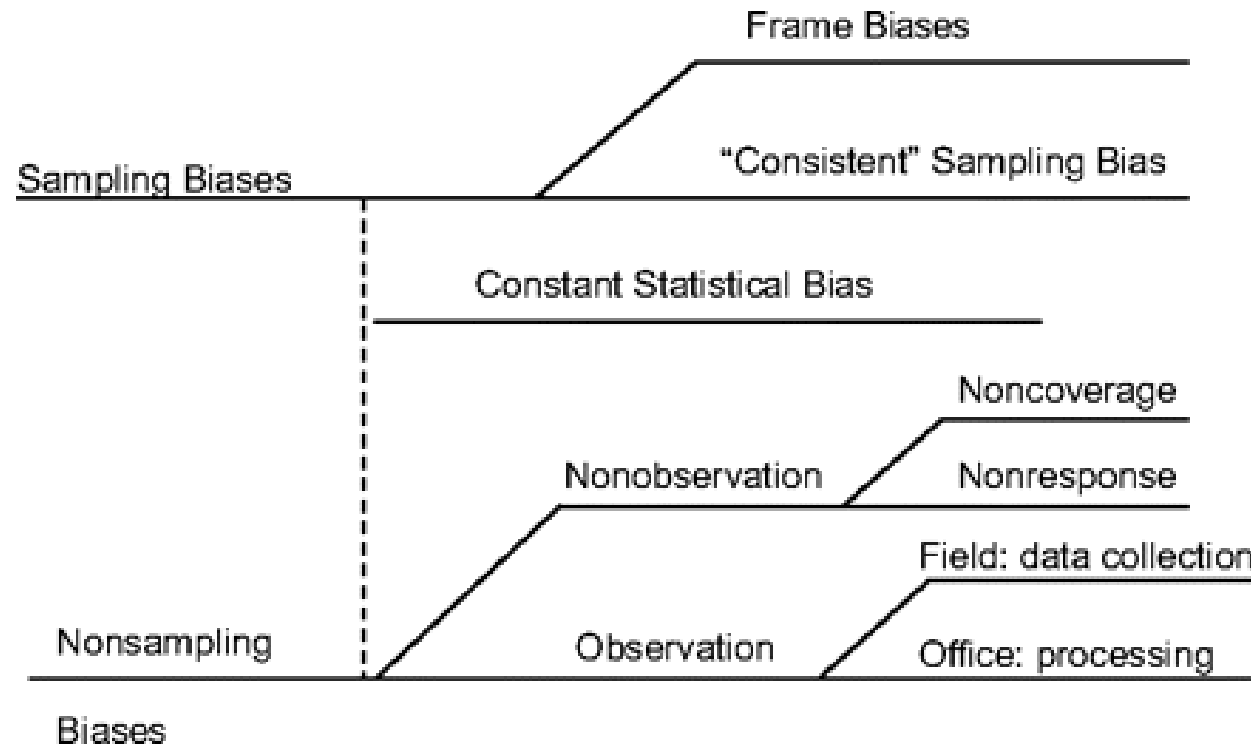 Frame Biases
“Consistent” Sampling Bias
Sampling Biases
Constant Statistical Bias
Noncoverage
Nonobservation
Nonresponse
Field: data collection
Nonsampling
Observation
Office: processing
Biases